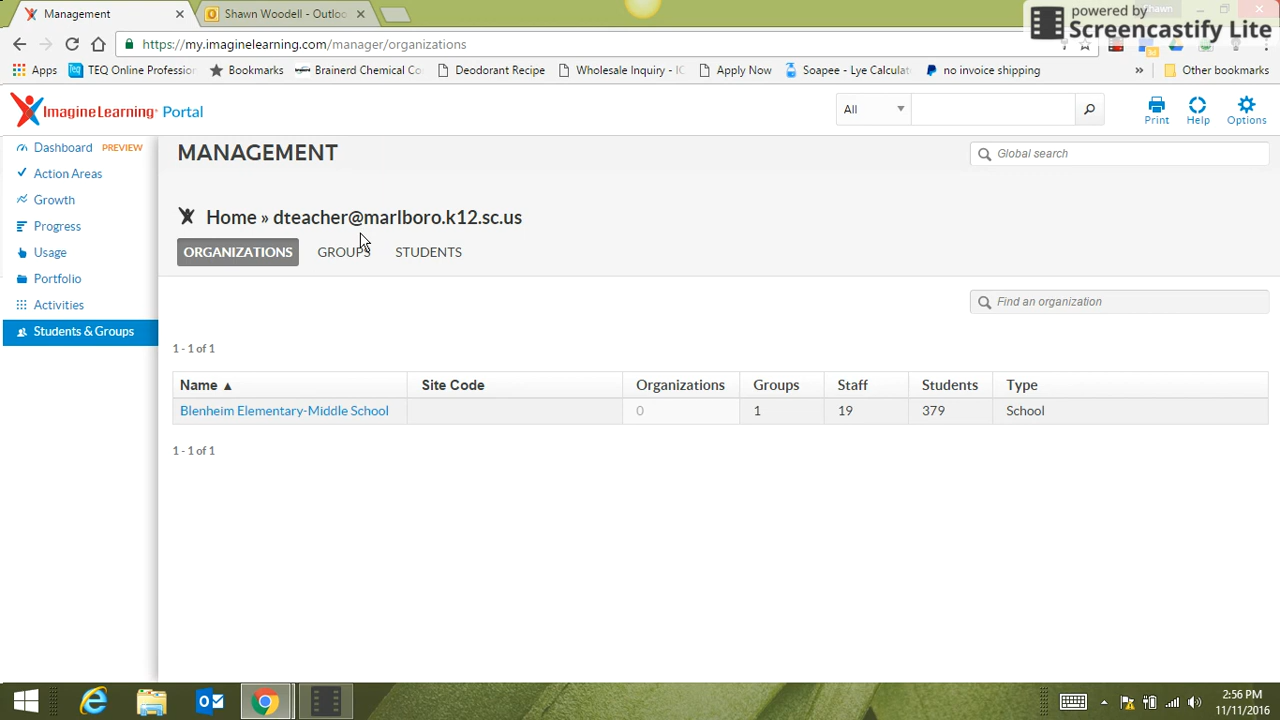 Management
Shawn Woodell - Outloo
Shawn
powered by
Screencastify Lite
https://my.imaginelearning.com/manager/organizations
Apps
TEQ Online Profession
Bookmarks
Brainerd Chemical Co
Deodorant Recipe
Wholesale Inquiry - IC
Apply Now
Soapee - Lye Calculat
no invoice shipping
»
Other bookmarks
ImagineLearning Portal
All
Print
Help
Options
Dashboard PREVIEW
Action Areas
Growth
Progress
Usage
Portfolio
Activities
Students & Groups
MANAGEMENT
Global search
Home » dteacher@marlboro.k12.sc.us
ORGANIZATIONS GROUPS STUDENTS
Find an organization
1 - 1 of 1
Name ▲ Site Code Organizations Groups Staff Students Type
Blenheim Elementary-Middle School 0 1 19 379 School
1 - 1 of 1
2:56 PM
11/11/2016